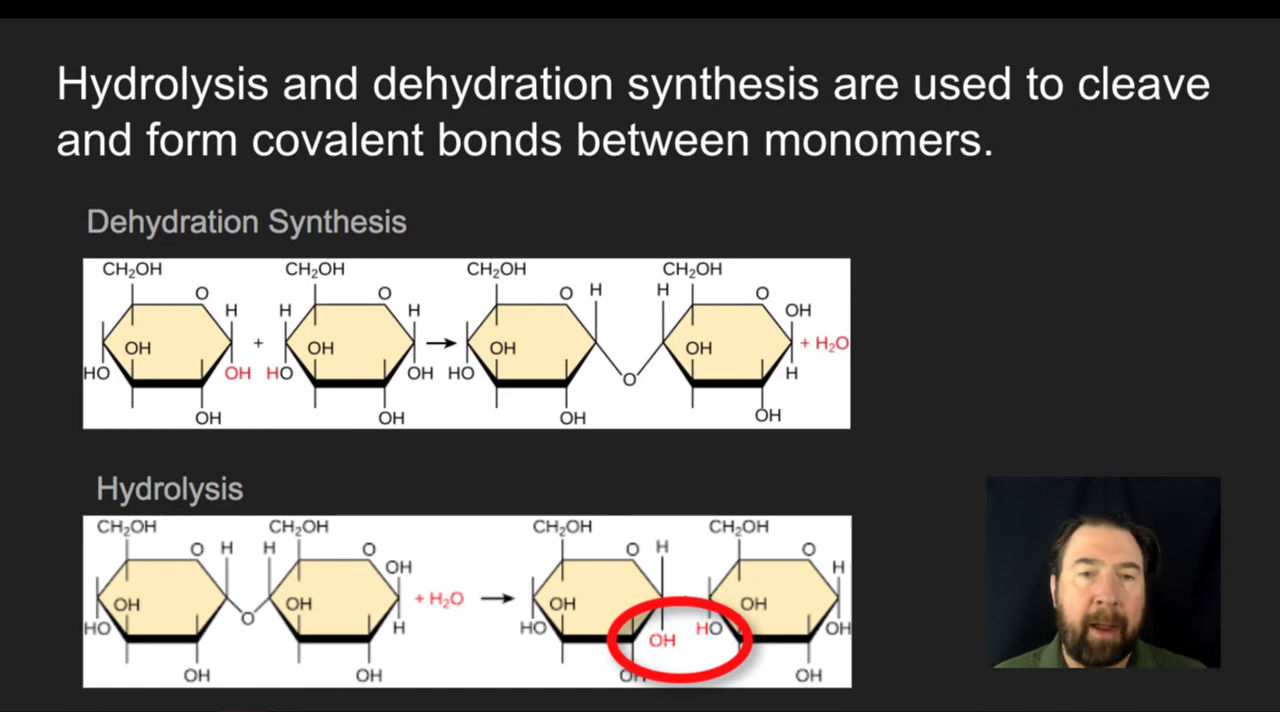 Hydrolysis and dehydration synthesis are used to cleave
and form covalent bonds between monomers.
Dehydration Synthesis
CH₂OH CH₂OH CH₂OH CH₂OH
O O O H H O
H H H OH
OH + OH → OH OH + H₂O
HO OH HO OH HO O H
OH OH OH OH
Hydrolysis
CH₂OH CH₂OH CH₂OH CH₂OH
O H H O O H O
OH H
OH OH + H₂O → OH OH
HO O H HO OH HO OH
OH OH OH OH